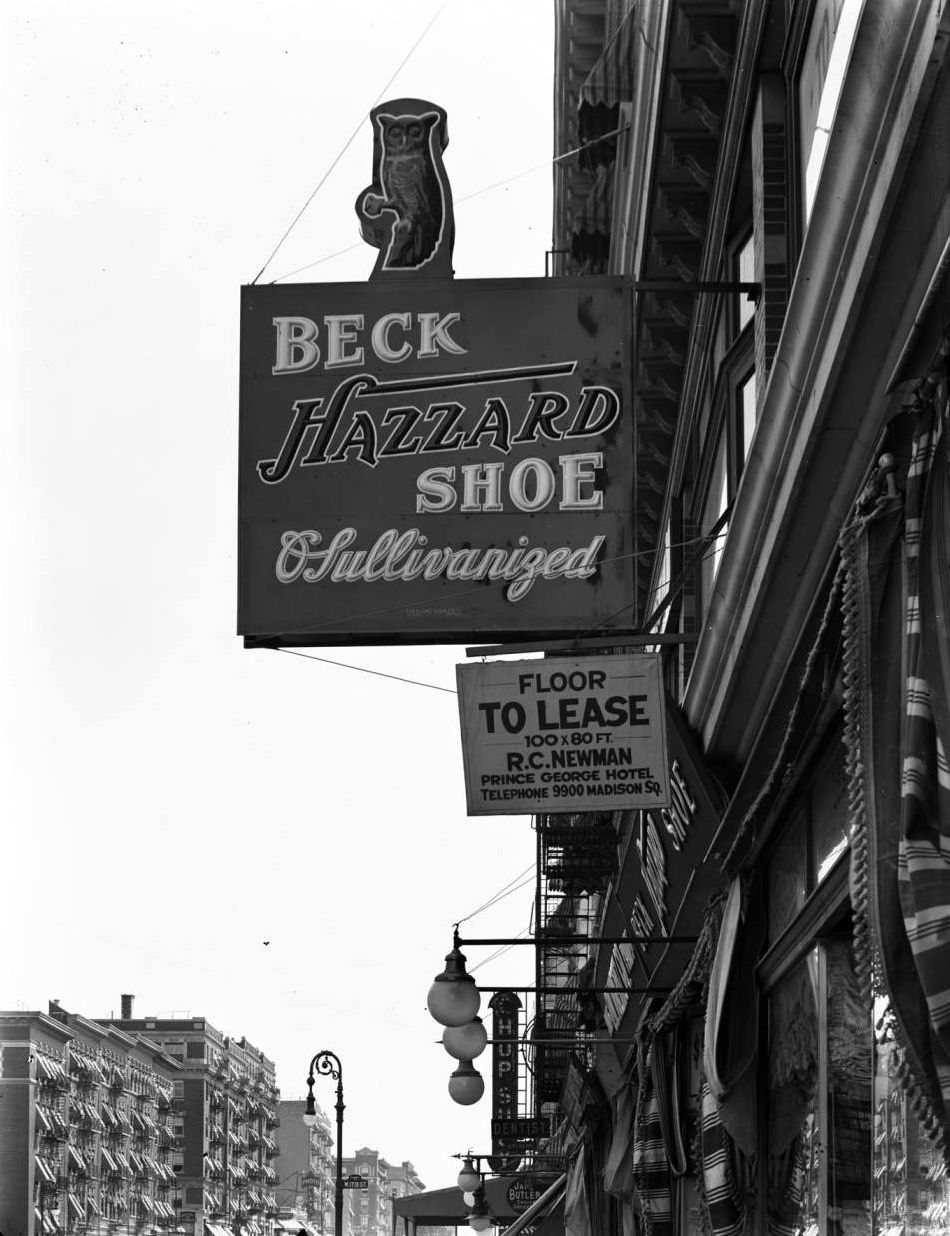 BECK
HAZZARD
SHOE
O'Sullivanized
FLOOR
TO LEASE
100 X 80 FT.
R.C. NEWMAN
PRINCE GEORGE HOTEL
TELEPHONE 9900 MADISON SQ.
SHOE
DENTIST
BUTLER